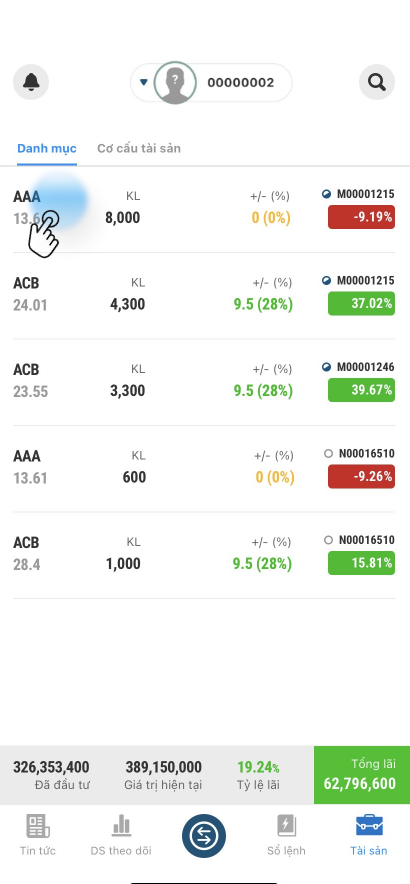 ?
00000002
Danh mục Cơ cấu tài sản
AAA KL +/- (%) M00001215
13.6 8,000 0 (0%) -9.19%
ACB KL +/- (%) M00001215
24.01 4,300 9.5 (28%) 37.02%
ACB KL +/- (%) M00001246
23.55 3,300 9.5 (28%) 39.67%
AAA KL +/- (%) N00016510
13.61 600 0 (0%) -9.26%
ACB KL +/- (%) N00016510
28.4 1,000 9.5 (28%) 15.81%
326,353,400 389,150,000 19.24% Tổng lãi
Đã đầu tư Giá trị hiện tại Tỷ lệ lãi 62,796,600
Tin tức DS theo dõi Sổ lệnh Tài sản